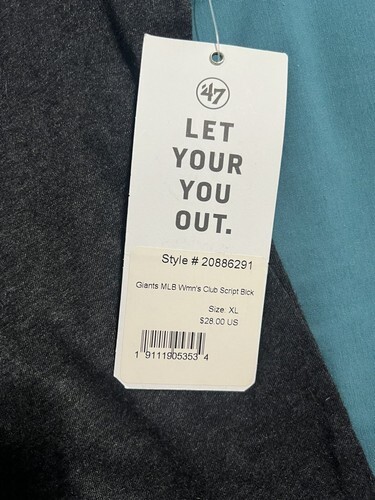 '47
LET
YOUR
YOU
OUT.
Style # 20886291
Giants MLB Wmn's Club Script Blck
Size: XL
$28.00 US
1 9111905353 4